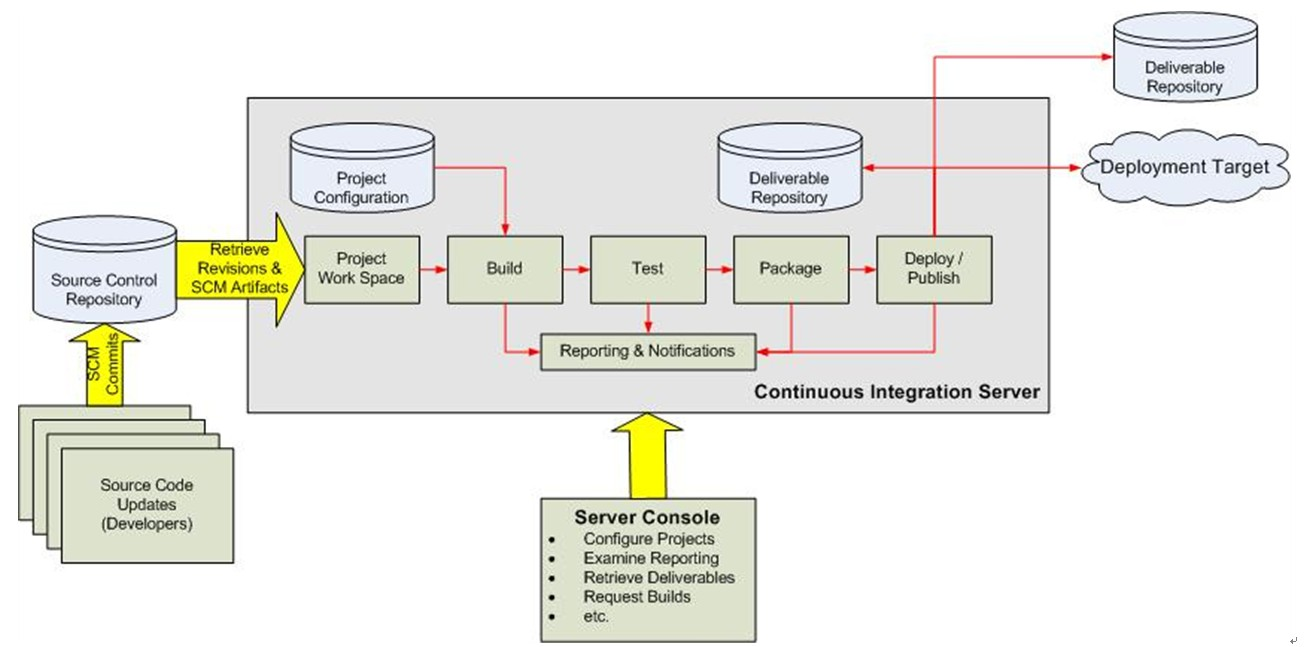 Deliverable
Repository
Deployment Target
Project
Configuration
Deliverable
Repository
Source Control
Repository
Retrieve
Revisions &
SCM Artifacts
Project
Work Space
Build
Test
Package
Deploy /
Publish
Reporting & Notifications
Continuous Integration Server
SCM
Commits
Source Code
Updates
(Developers)
Server Console
• Configure Projects
• Examine Reporting
• Retrieve Deliverables
• Request Builds
• etc.